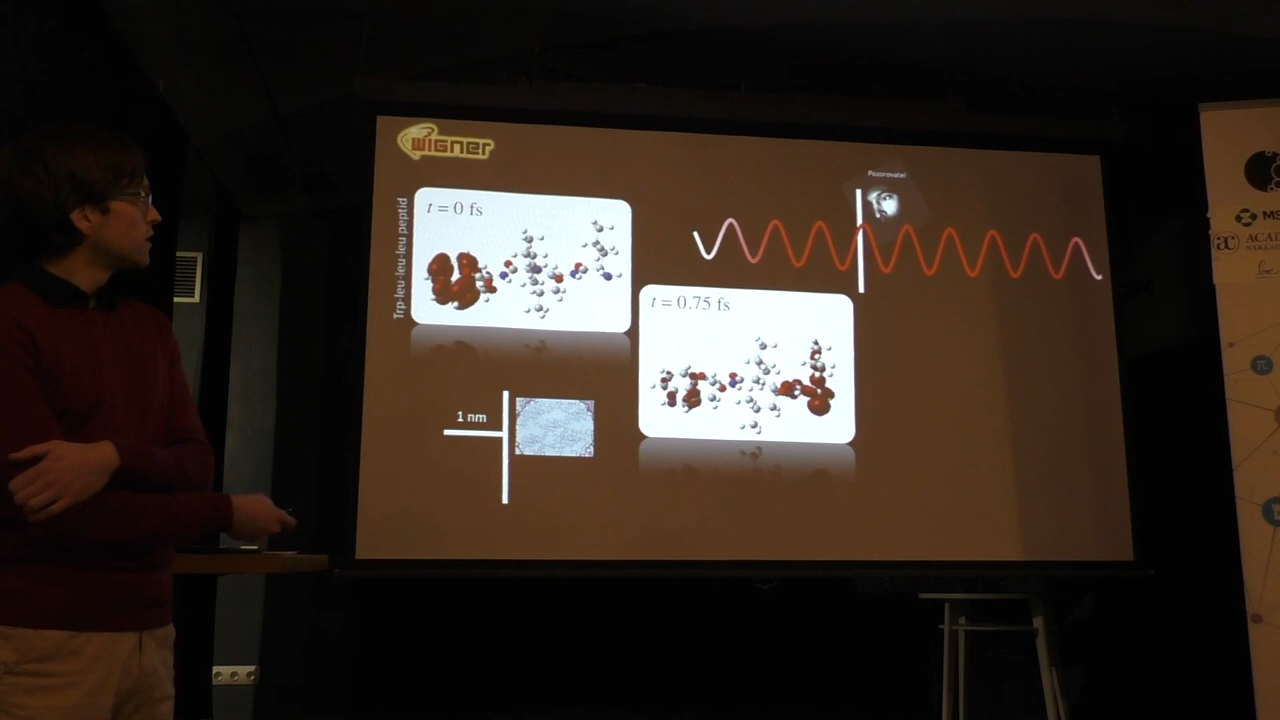 WIGNER
Pozorovatel
Trp-leu-leu-leu peptid
t = 0 fs
t = 0.75 fs
1 nm
π